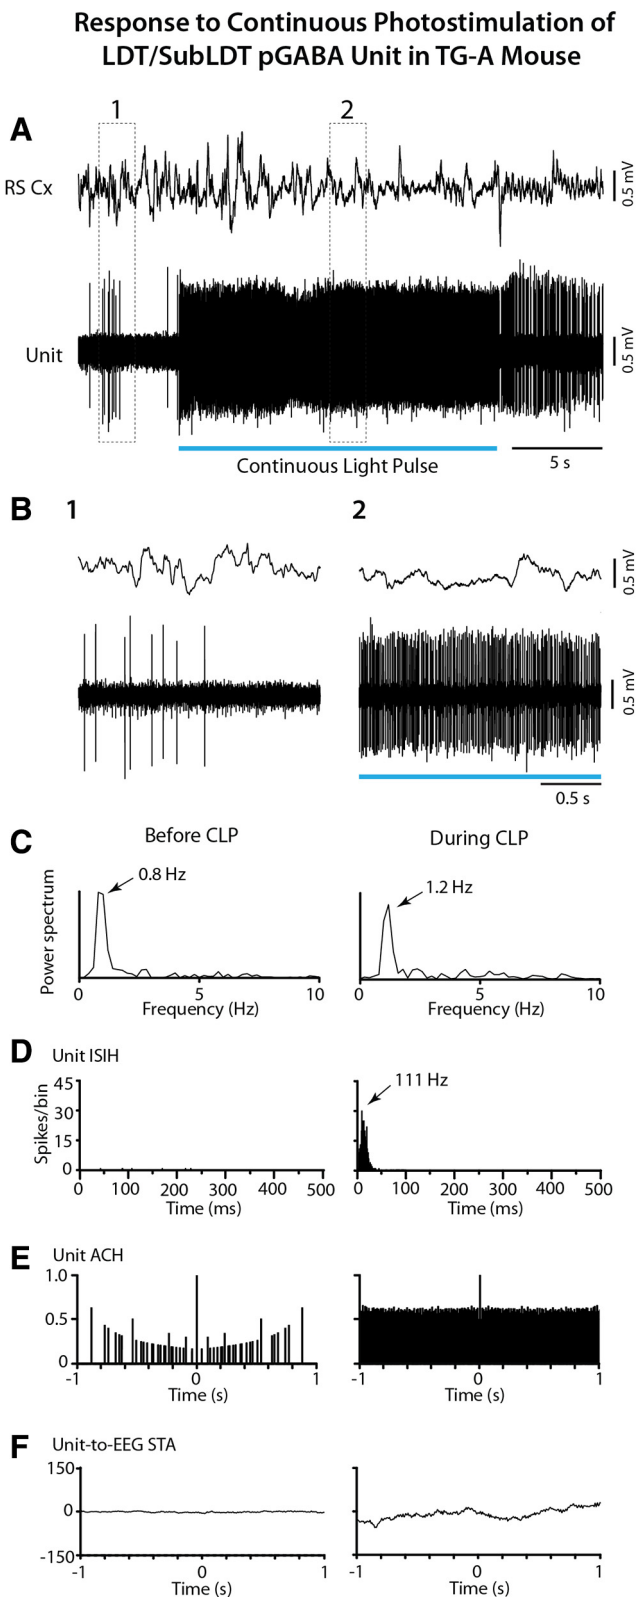 Response to Continuous Photostimulation of
LDT/SubLDT pGABA Unit in TG-A Mouse
1
2
A
RS Cx
0.5 mV
Unit
0.5 mV
Continuous Light Pulse
5 s
B
1
2
0.5 mV
0.5 mV
0.5 s
C
Before CLP
During CLP
Power spectrum
0.8 Hz
1.2 Hz
0 5 10
0 5 10
Frequency (Hz)
Frequency (Hz)
D
Unit ISIH
Spikes/bin
45
30
15
0
111 Hz
0 100 200 300 400 500
0 100 200 300 400 500
Time (ms)
Time (ms)
E
Unit ACH
1.0
0.5
0
-1 0 1
-1 0 1
Time (s)
Time (s)
F
Unit-to-EEG STA
150
0
-150
-1 0 1
-1 0 1
Time (s)
Time (s)